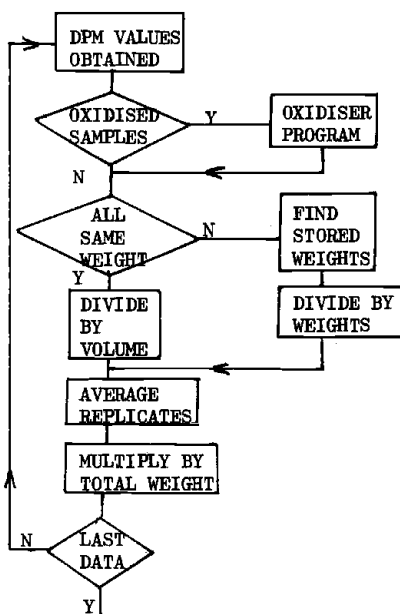 DPM VALUES
OBTAINED
OXIDISED
SAMPLES
Y
OXIDISER
PROGRAM
N
ALL
SAME
WEIGHT
N
FIND
STORED
WEIGHTS
Y
DIVIDE
BY
VOLUME
DIVIDE BY
WEIGHTS
AVERAGE
REPLICATES
MULTIPLY BY
TOTAL WEIGHT
N
LAST
DATA
Y